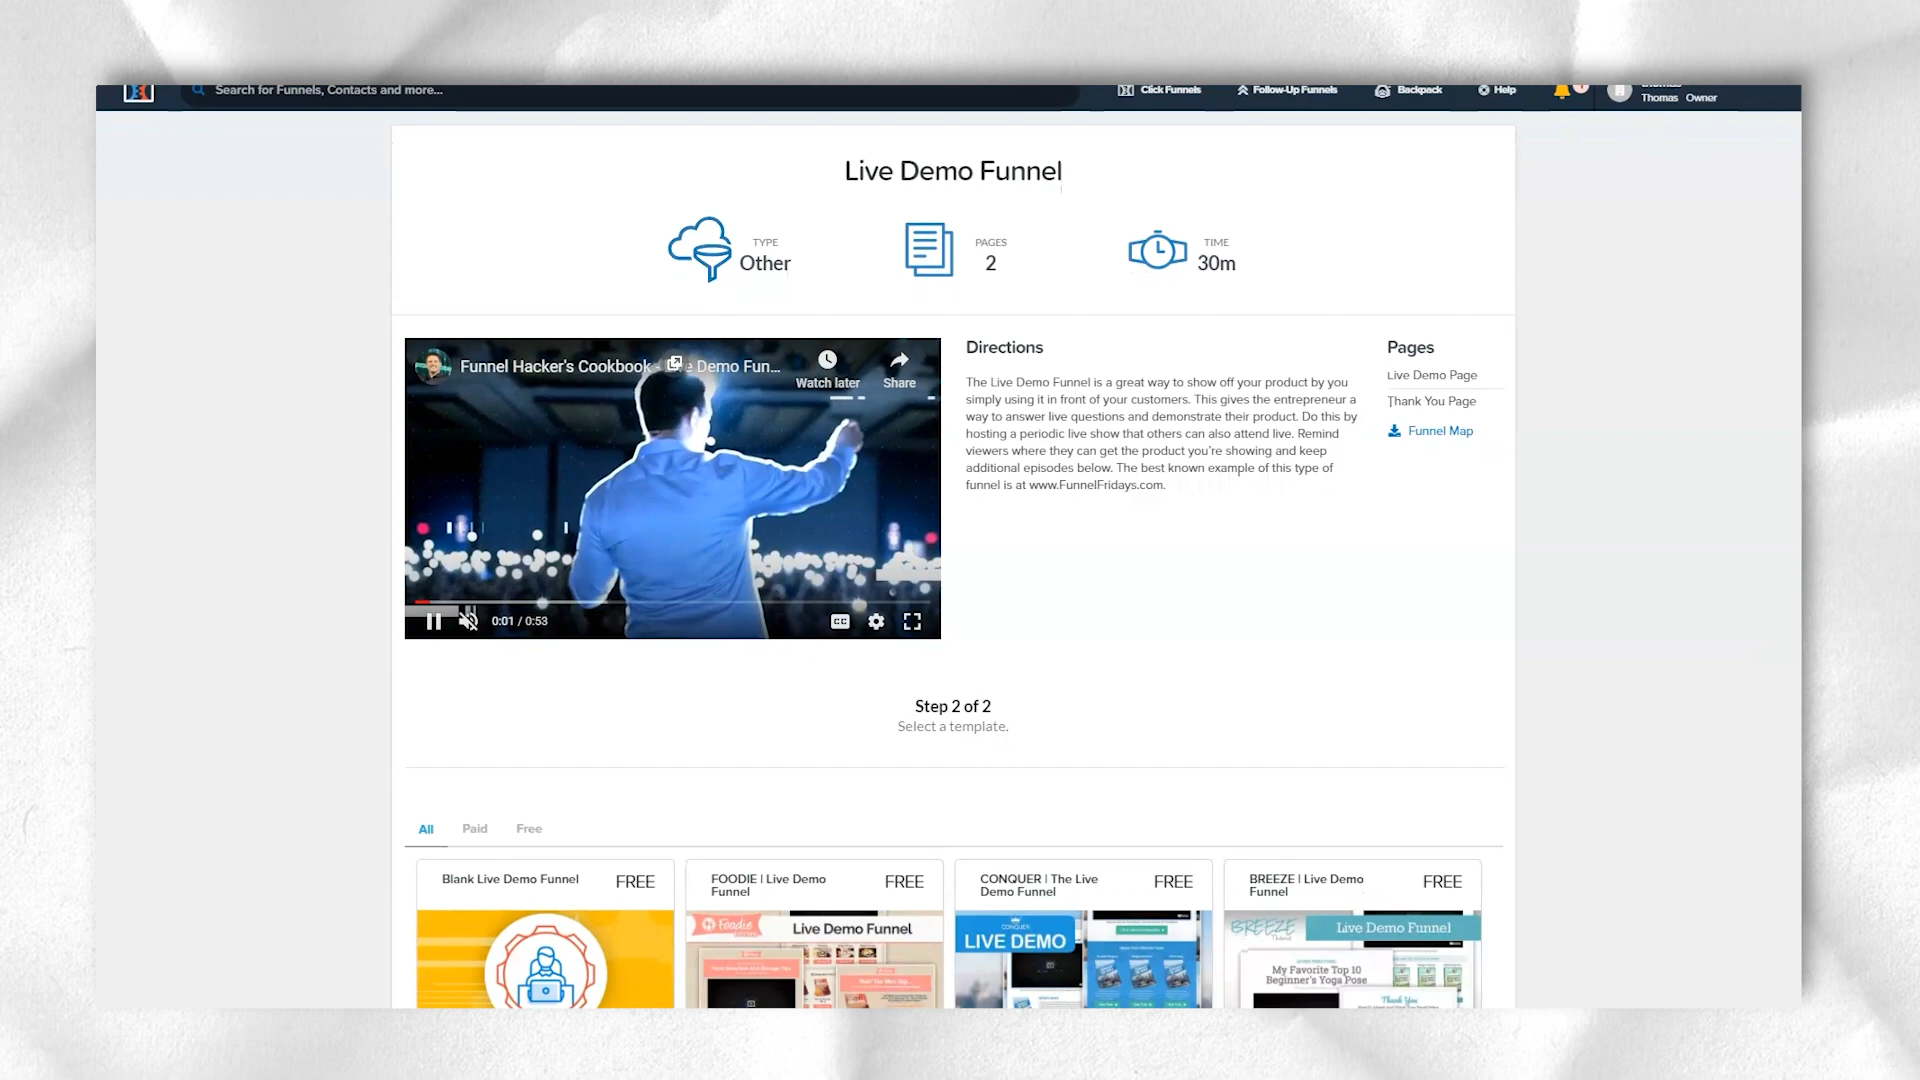 Search for Funnels, Contacts and more...
Click Funnels
Follow-Up Funnels
Backpack
Help
Thomas Owner
Live Demo Funnel
TYPE
Other
PAGES
2
TIME
30m
Funnel Hacker's Cookbook - e Demo Fun...
Watch later
Share
0:01 / 0:53
CC
Directions
The Live Demo Funnel is a great way to show off your product by you
simply using it in front of your customers. This gives the entrepreneur a
way to answer live questions and demonstrate their product. Do this by
hosting a periodic live show that others can also attend live. Remind
viewers where they can get the product you're showing and keep
additional episodes below. The best known example of this type of
funnel is at www.FunnelFridays.com.
Pages
Live Demo Page
Thank You Page
Funnel Map
Step 2 of 2
Select a template.
All
Paid
Free
Blank Live Demo Funnel
FREE
FOODIE | Live Demo
Funnel
FREE
CONQUER | The Live
Demo Funnel
FREE
BREEZE | Live Demo
Funnel
FREE
Foodie
Live Demo Funnel
CONQUER
LIVE DEMO
BREEZE
Live Demo Funnel
My Favorite Top 10
Beginner's Yoga Pose
Thank You